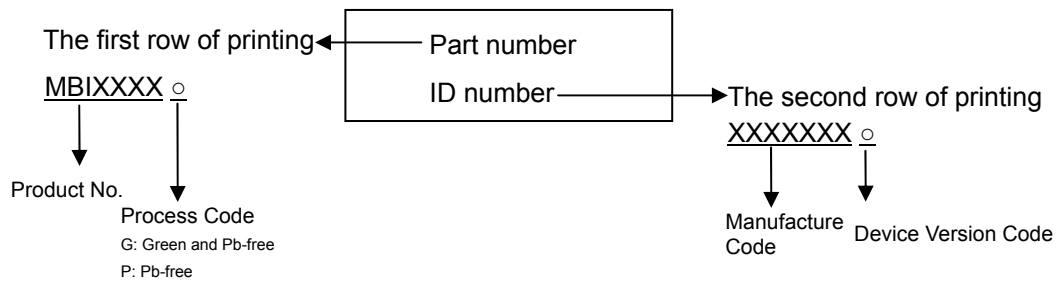 The first row of printing
MBIXXXX ○
Product No.
Process Code
G: Green and Pb-free
P: Pb-free
Part number
ID number
The second row of printing
XXXXXXX ○
Manufacture
Code
Device Version Code